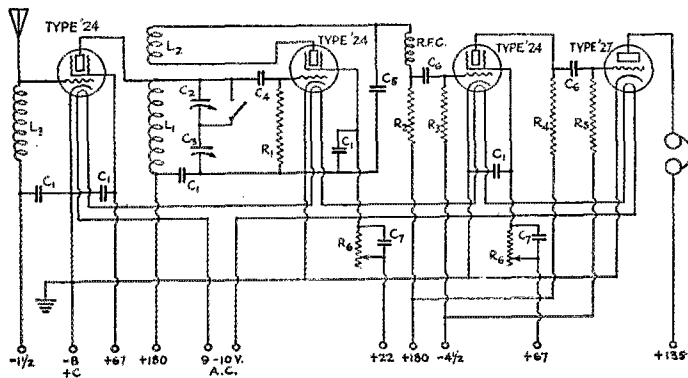 TYPE '24
L2
C2
C4
C3
L1
R1
C1
TYPE '24
C1
C5
R6
C7
R.F.C.
C6
R2
R3
TYPE '24
C1
R6
C7
R4
C6
R5
TYPE '27
L3
C1
C1
-1½
-B
+C
+67
+180
9-10V.
A.C.
+22
+180
-4½
+67
+135